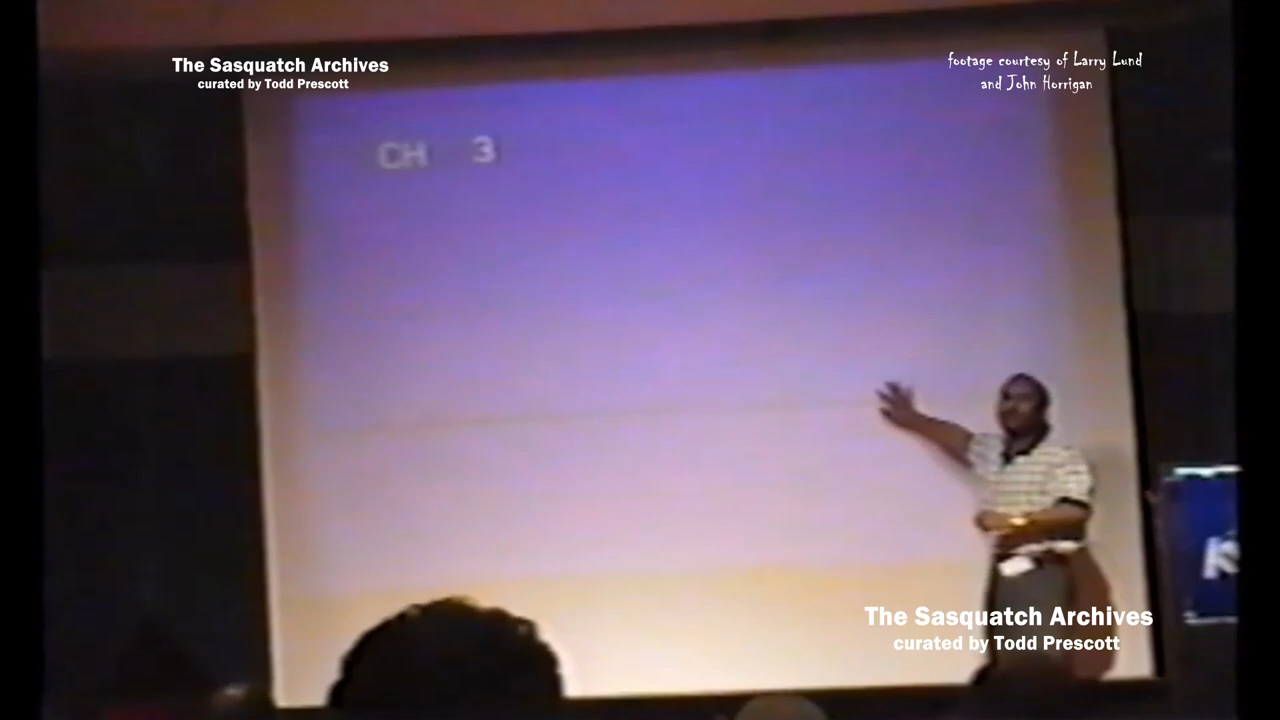 The Sasquatch Archives
curated by Todd Prescott
footage courtesy of Larry Lund
and John Horrigan
CH 3
The Sasquatch Archives
curated by Todd Prescott